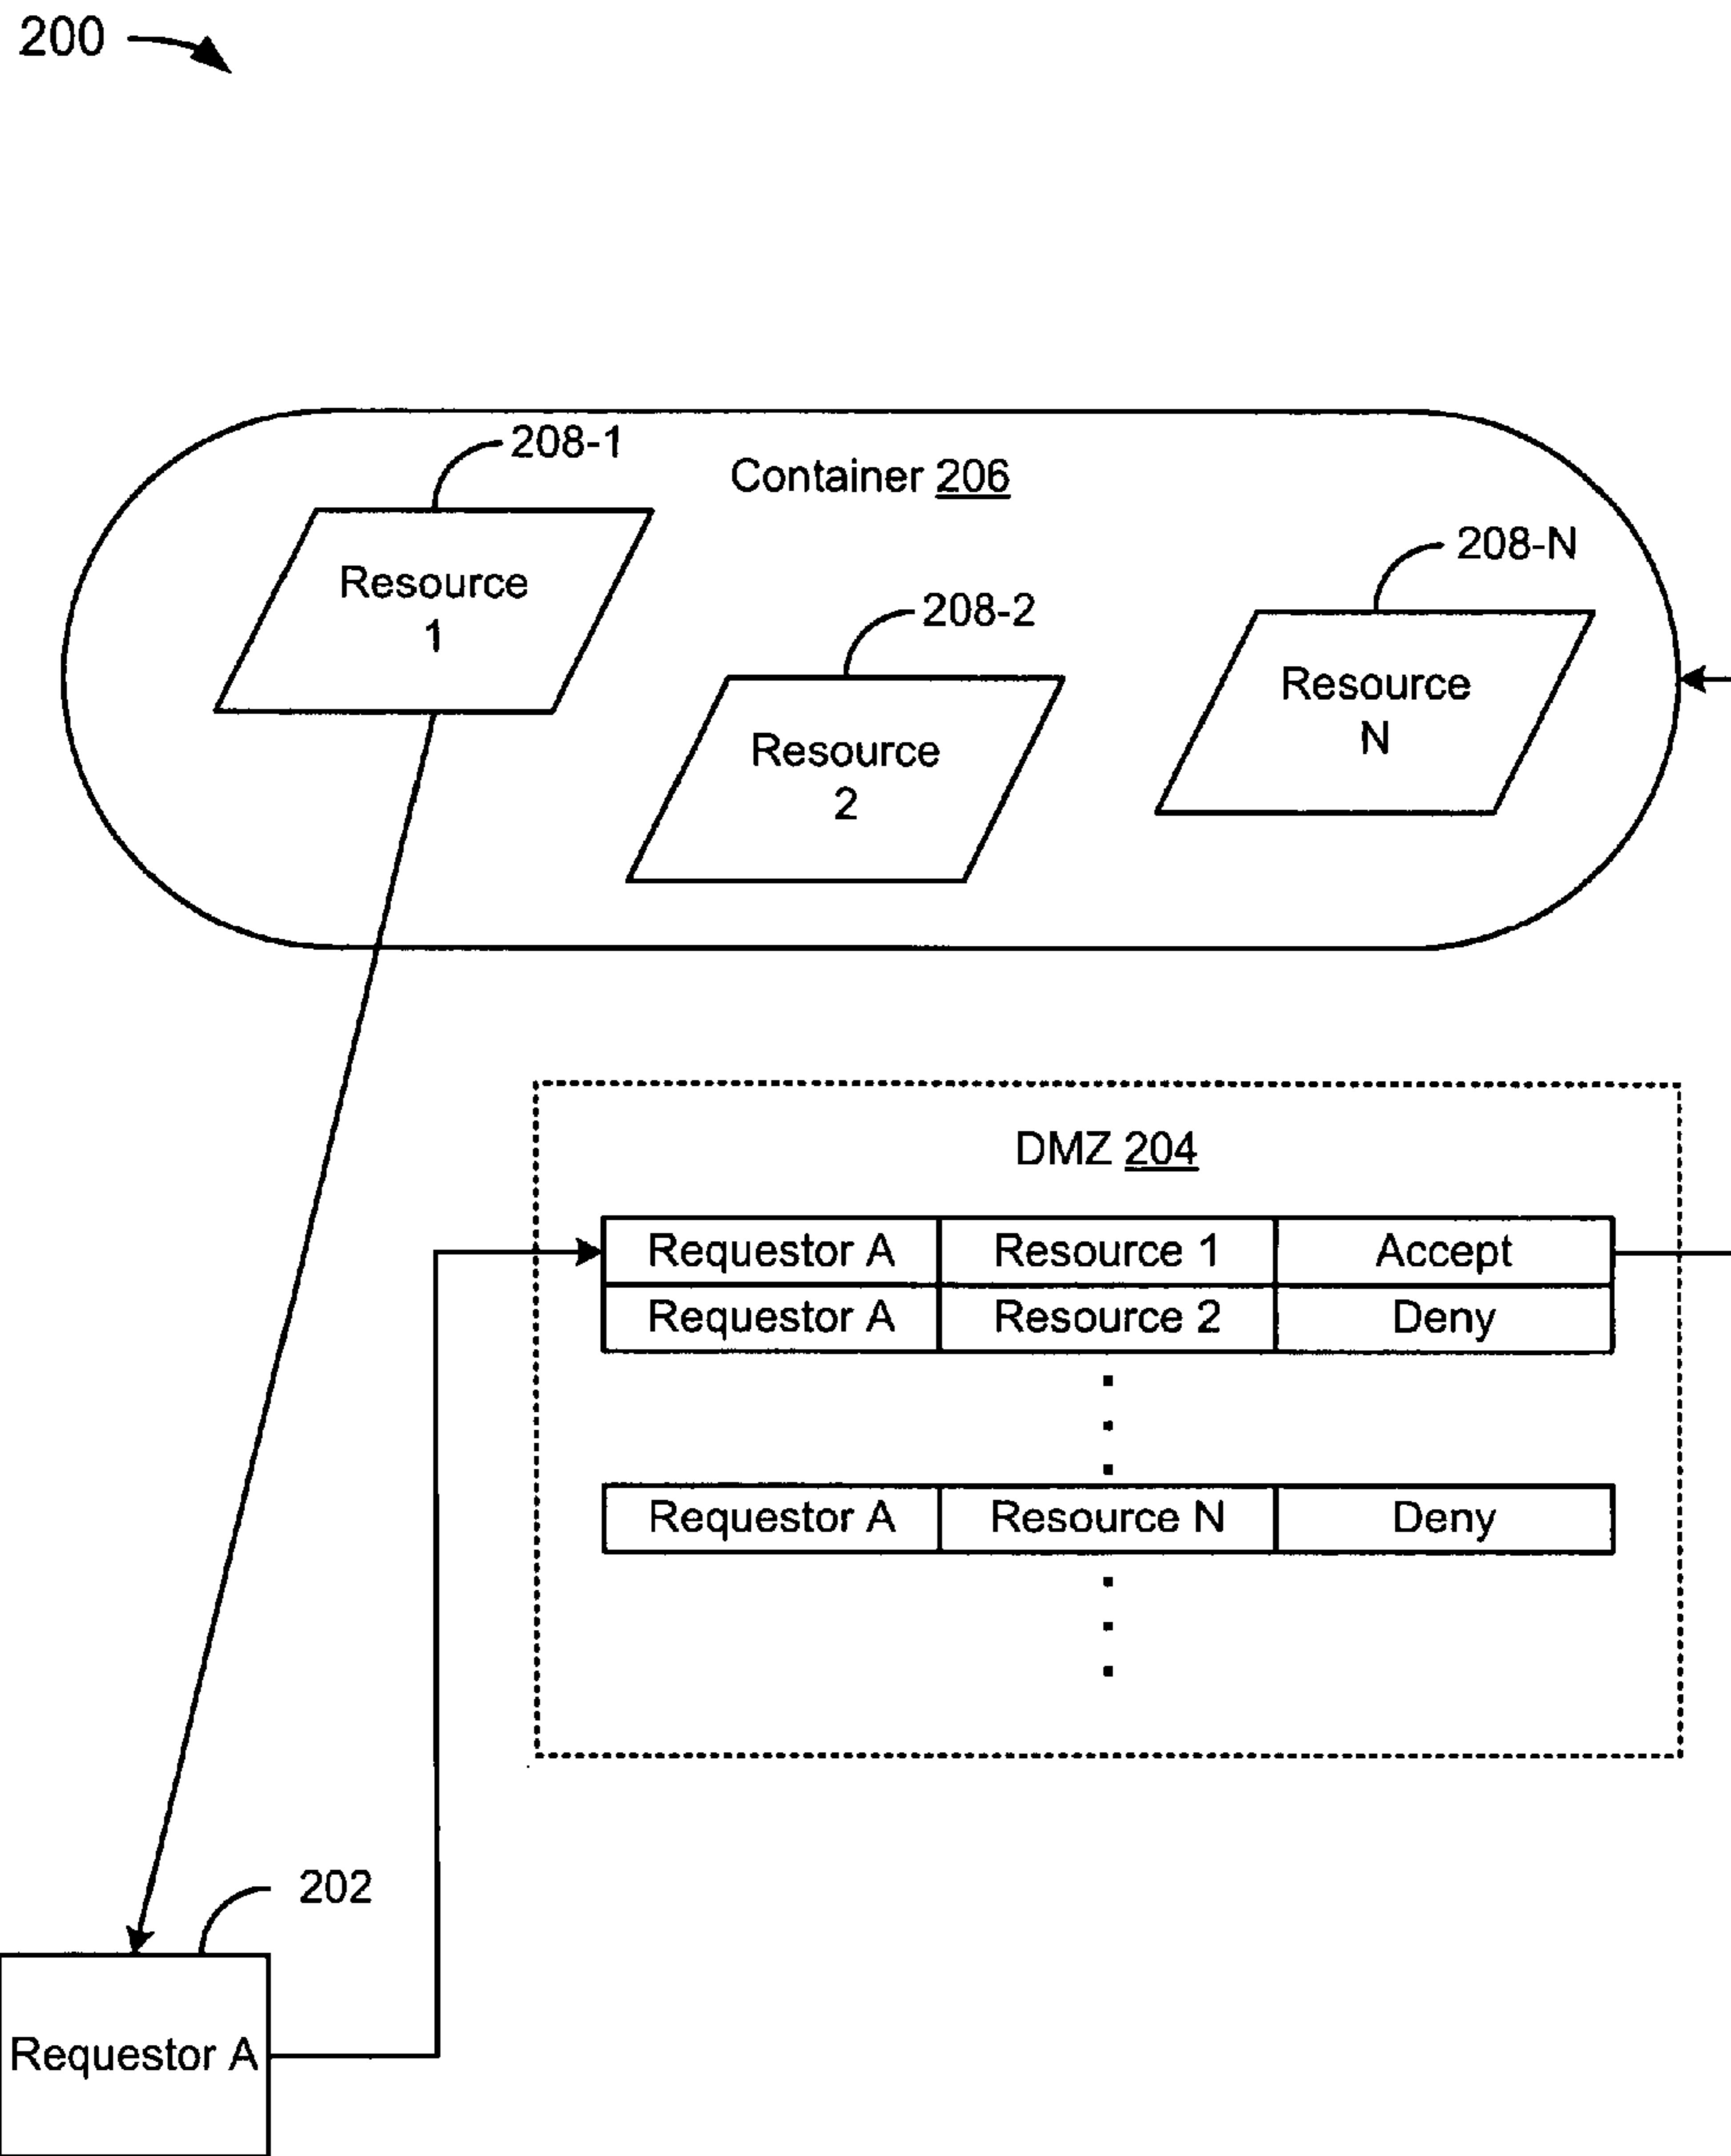 200
208-1
Container 206
208-N
Resource
1
208-2
Resource
N
Resource
2
DMZ 204
Requestor A Resource 1 Accept
Requestor A Resource 2 Deny
Requestor A Resource N Deny
202
Requestor A